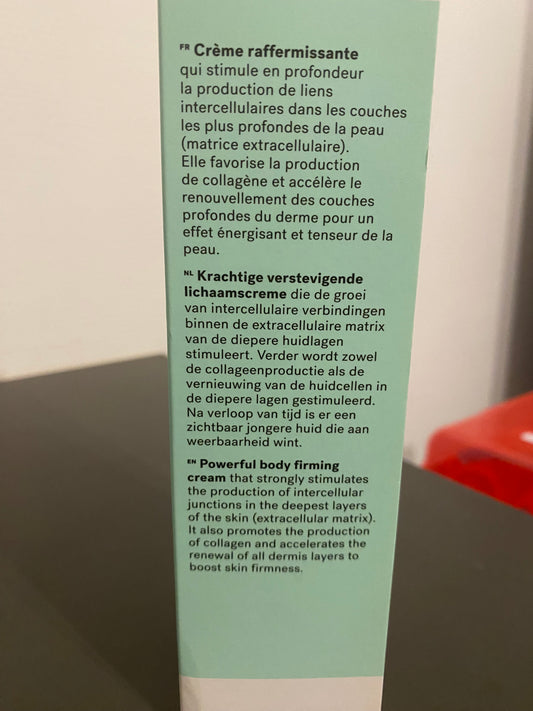 FR Crème raffermissante
qui stimule en profondeur
la production de liens
intercellulaires dans les couches
les plus profondes de la peau
(matrice extracellulaire).
Elle favorise la production
de collagène et accélère le
renouvellement des couches
profondes du derme pour un
effet énergisant et tenseur de la
peau.
NL Krachtige verstevigende
lichaamscreme die de groei
van intercellulaire verbindingen
binnen de extracellulaire matrix
van de diepere huidlagen
stimuleert. Verder wordt zowel
de collageenproductie als de
vernieuwing van de huidcellen in
de diepere lagen gestimuleerd.
Na verloop van tijd is er een
zichtbaar jongere huid die aan
weerbaarheid wint.
EN Powerful body firming
cream that strongly stimulates
the production of intercellular
junctions in the deepest layers
of the skin (extracellular matrix).
It also promotes the production
of collagen and accelerates the
renewal of all dermis layers to
boost skin firmness.